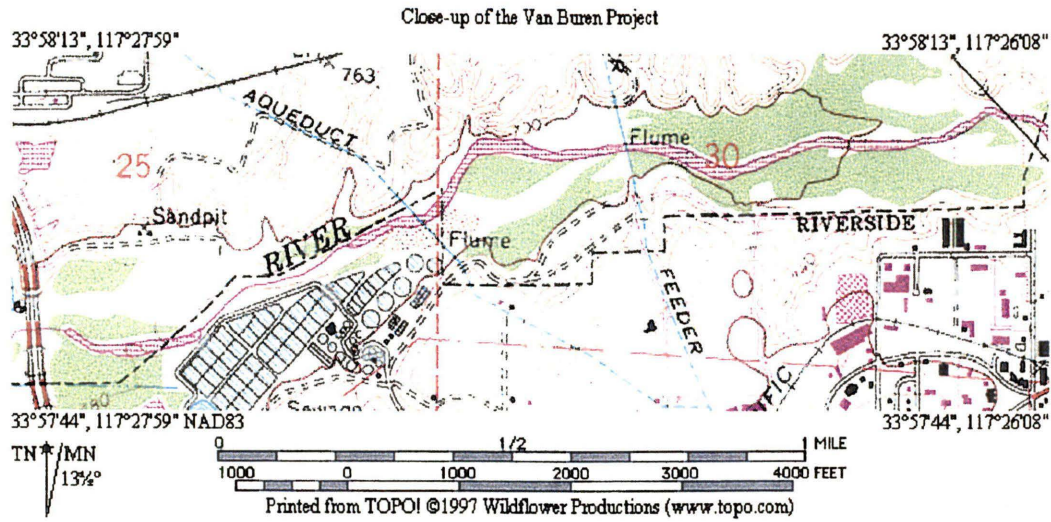 Close-up of the Van Buren Project
33°58'13", 117°27'59"
33°58'13", 117°26'08"
763
AQUEDUCT
700
Flume
25
30
Sandpit
RIVER
RIVERSIDE
Flume
FEEDER
Sewage
33°57'44", 117°27'59" NAD83
33°57'44", 117°26'08"
TN MN
13½°
0 1/2 1 MILE
1000 0 1000 2000 3000 4000 FEET
Printed from TOPO! ©1997 Wildflower Productions (www.topo.com)